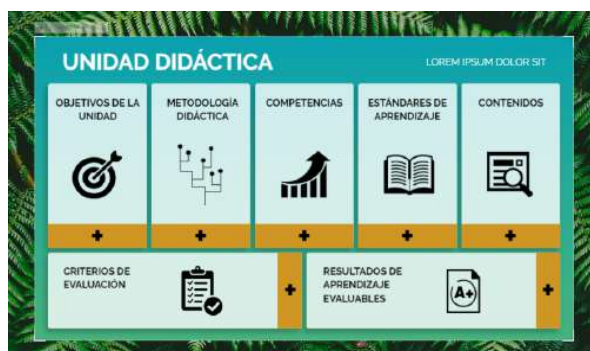 UNIDAD DIDÁCTICA
LOREM IPSUM DOLOR SIT
OBJETIVOS DE LA
UNIDAD
METODOLOGÍA
DIDÁCTICA
COMPETENCIAS
ESTÁNDARES DE
APRENDIZAJE
CONTENIDOS
+
+
+
+
+
CRITERIOS DE
EVALUACIÓN
+
RESULTADOS DE
APRENDIZAJE
EVALUABLES
A+
+